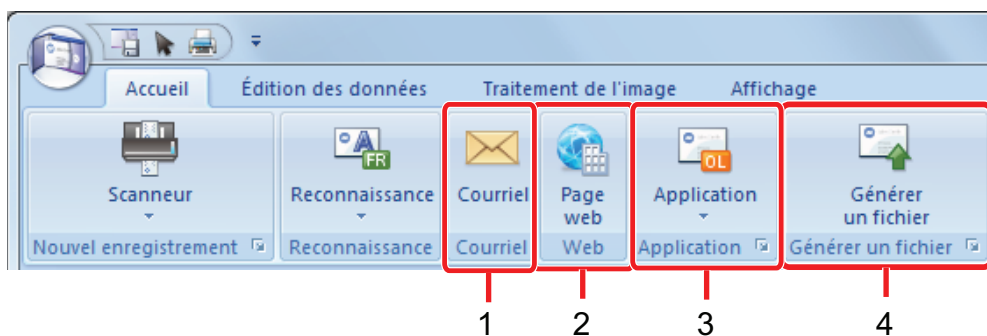 Accueil Édition des données Traitement de l'image Affichage
FR
OL
Scanneur Reconnaissance Courriel Page web Application Générer un fichier
Nouvel enregistrement Reconnaissance Courriel Web Application Générer un fichier
1 2 3 4